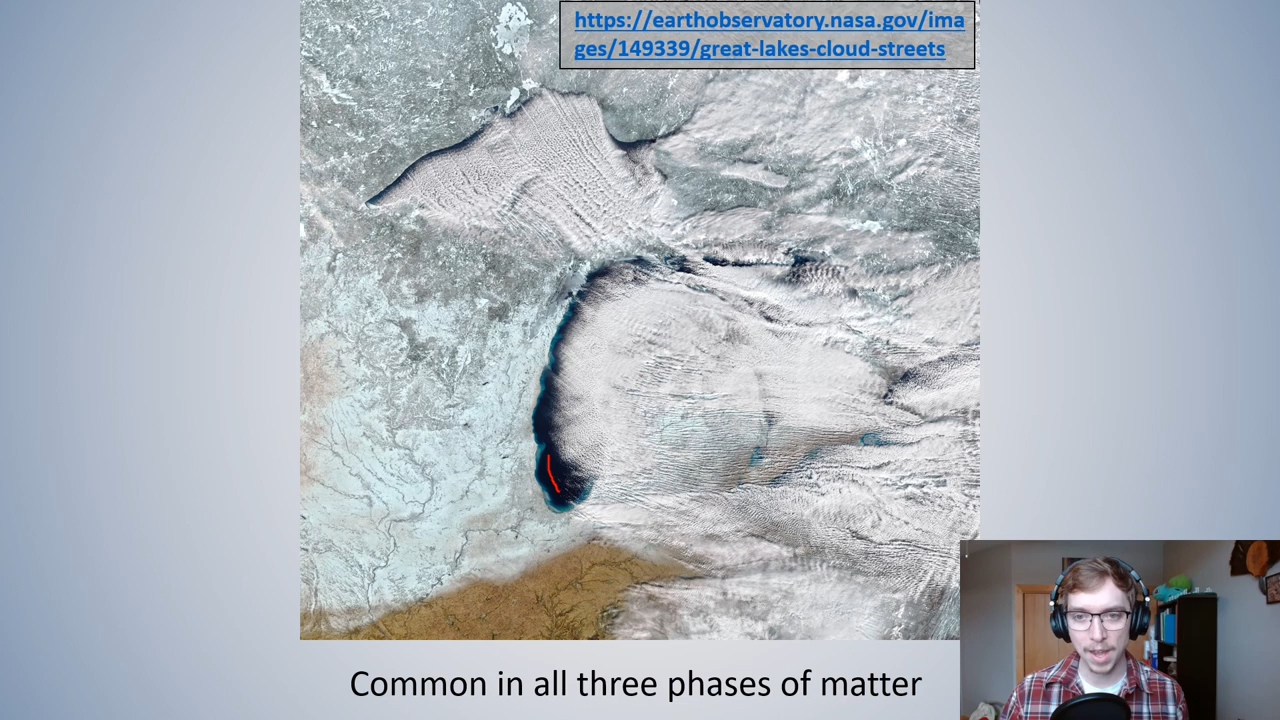 https://earthobservatory.nasa.gov/ima
ges/149339/great-lakes-cloud-streets
Common in all three phases of matter